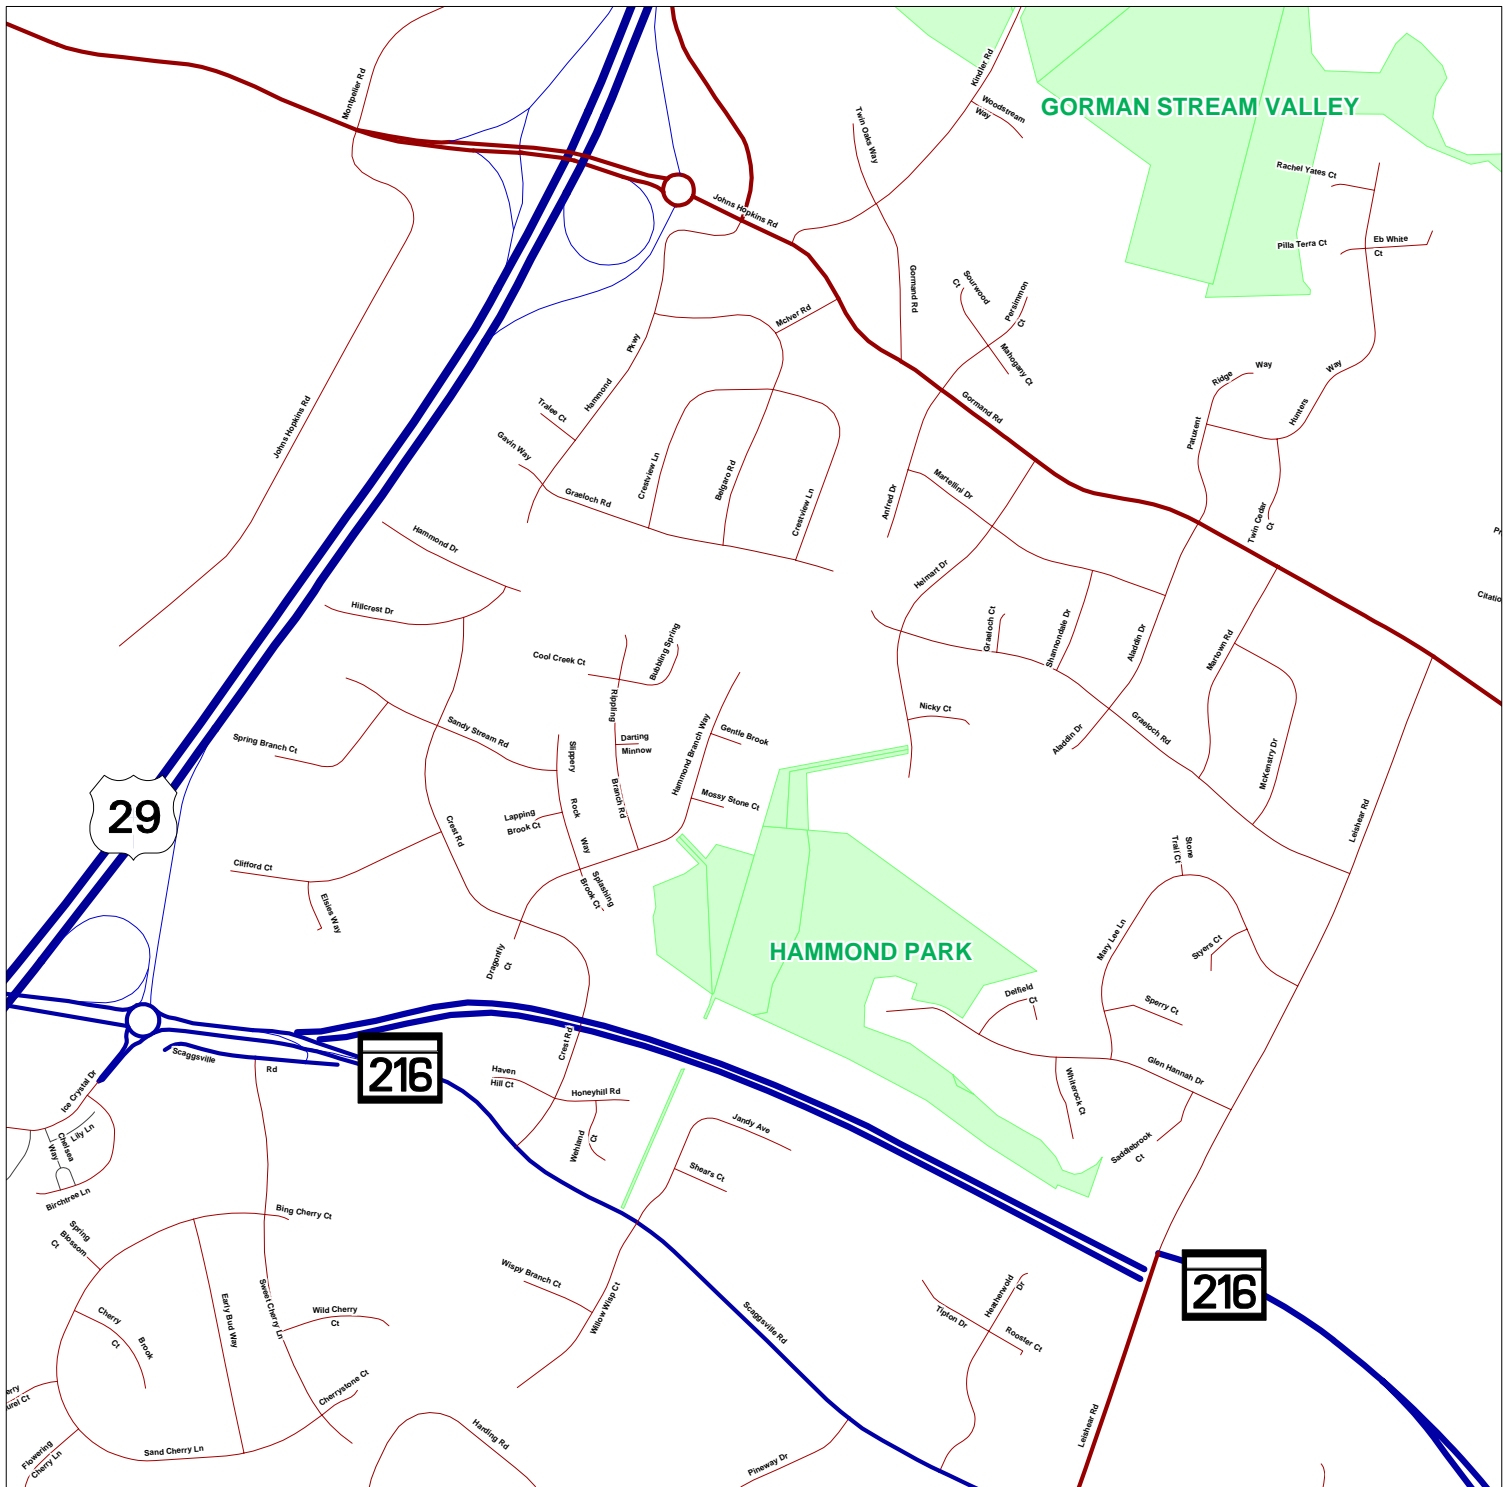 Montpelier Rd
Kindler Rd
Woodstream
Way
GORMAN STREAM VALLEY
Twin Oaks Way
Rachel Yates Ct
Johns Hopkins Rd
Pilla Terra Ct
Eb White
Ct
Gormand Rd
Sourwood
Ct
Persimmon
Ct
McIver Rd
Mahogany Ct
Pkwy
Hammond
Tralee Ct
Gavin Way
Graeloch Rd
Johns Hopkins Rd
Crestview Ln
Belgaro Rd
Crestview Ln
Gormand Rd
Ridge
Way
Way
Hunters
Patuxent
Anfred Dr
Martellini Dr
Twin Cedar
Ct
Hammond Dr
Helmart Dr
Citatio
Hillcrest Dr
Graeloch Ct
Shannondale Dr
Aladdin Dr
Martown Rd
Cool Creek Ct
Bubbling Spring
Rippling
Branch Rd
Nicky Ct
Aladdin Dr
Graeloch Rd
McKenstry Dr
Spring Branch Ct
Sandy Stream Rd
Slippery
Rock
Way
Darting
Minnow
Hammond Branch Way
Gentle Brook
Mossy Stone Ct
29
Lapping
Brook Ct
Crest Rd
Leishear Rd
Clifford Ct
Elsies Way
Splashing
Brook Ct
Stone
Trail Ct
Mary Lee Ln
Styers Ct
HAMMOND PARK
Dragonfly
Ct
Delfield
Ct
Sperry Ct
Crest Rd
Scaggsville
Rd
216
Haven
Hill Ct
Honeyhill Rd
Glen Hannah Dr
Whiterock Ct
Ice Crystal Dr
Lily Ln
Chelsea
Way
Wehland
Ct
Jandy Ave
Shears Ct
Saddlebrook
Ct
Birchtree Ln
Bing Cherry Ct
Spring
Blossom
Ct
Wispy Branch Ct
Willow Wisp Ct
216
Heatherwold
Dr
Tipton Dr
Rooster Ct
Cherry
Brook
Ct
Early Bud Way
Sweet Cherry Ln
Wild Cherry
Ct
Scaggsville Rd
Cherrystone Ct
erry
urel Ct
Sand Cherry Ln
Flowering
Cherry Ln
Harding Rd
Pineway Dr
Leishear Rd